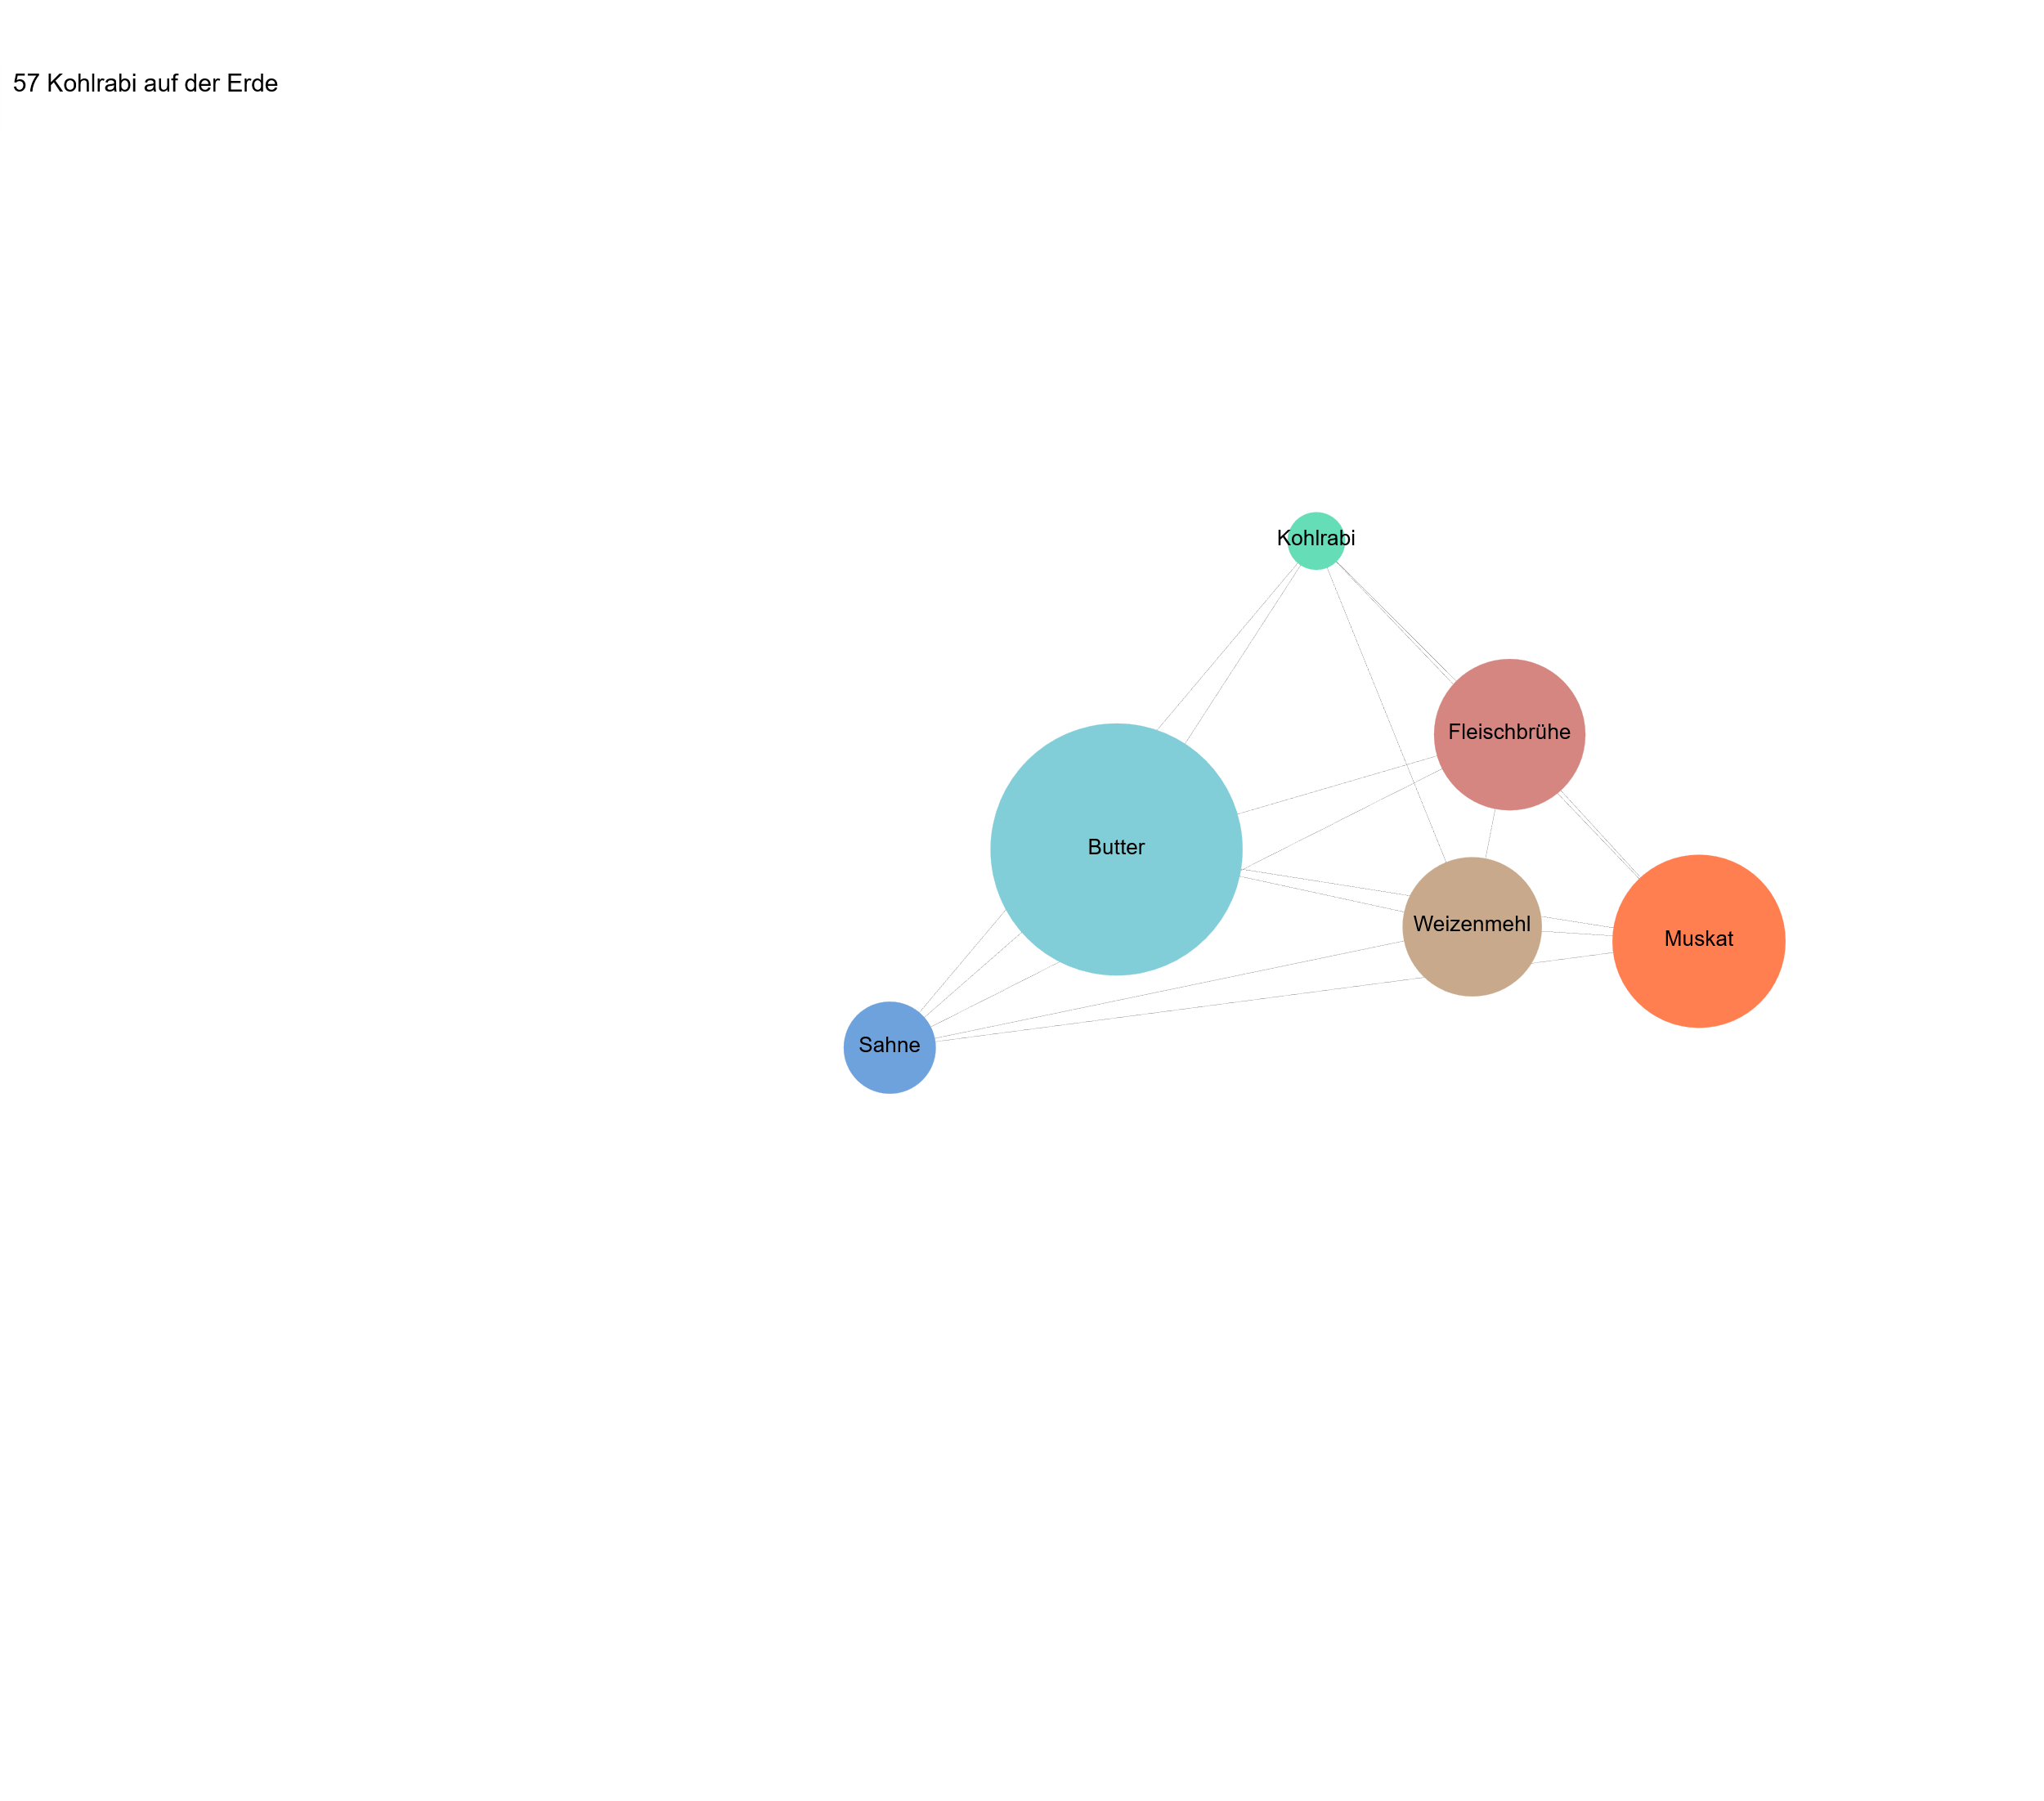 57 Kohlrabi auf der Erde
Kohlrabi
Fleischbrühe
Butter
Weizenmehl
Muskat
Sahne